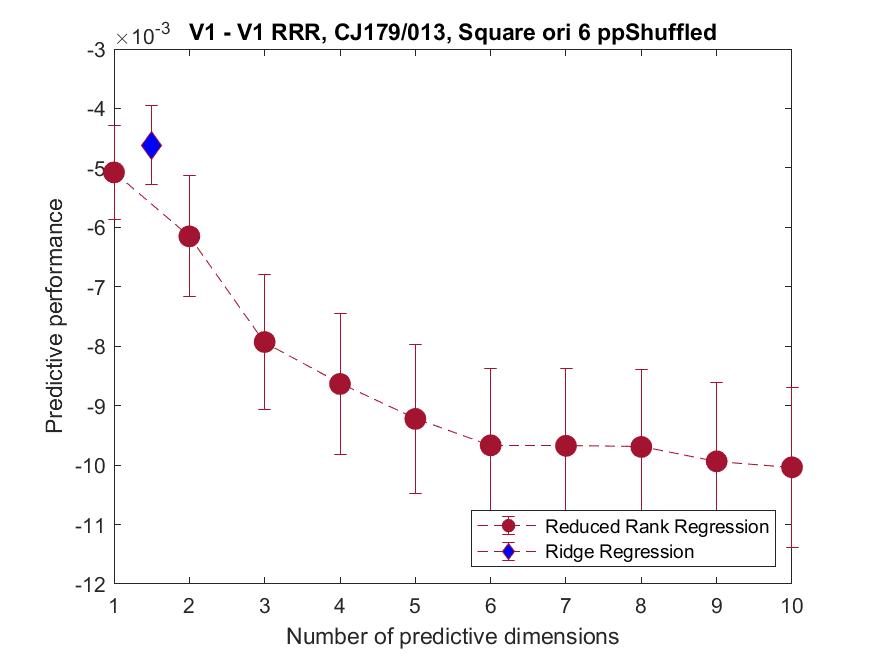 ×10-3
V1 - V1 RRR, CJ179/013, Square ori 6 ppShuffled
-3
-4
-5
-6
-7
-8
-9
-10
-11
-12
Predictive performance
Reduced Rank Regression
Ridge Regression
1 2 3 4 5 6 7 8 9 10
Number of predictive dimensions